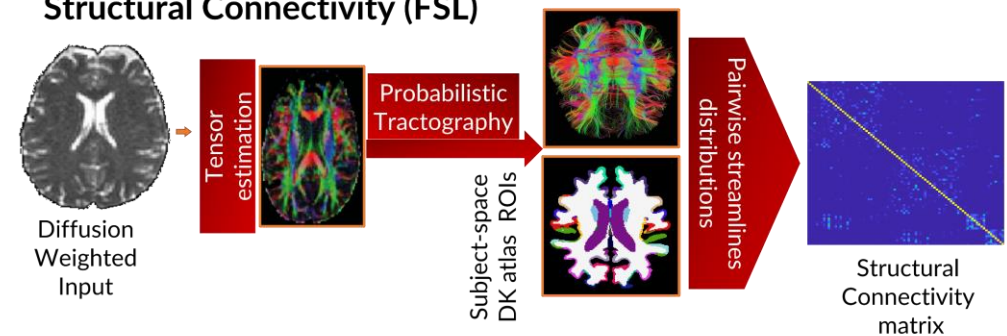 Structural Connectivity (FSL)
Diffusion
Weighted
Input
Tensor
estimation
Probabilistic
Tractography
Subject-space
DK atlas ROIs
Pairwise streamlines
distributions
Structural
Connectivity
matrix